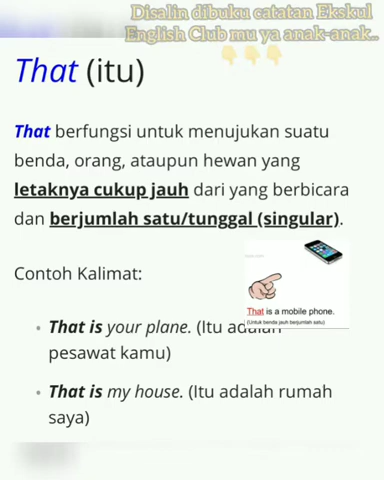 Disalin dibuku catatan Ekskul
English Club mu ya anak-anak..
That (itu)
That berfungsi untuk menujukan suatu
benda, orang, ataupun hewan yang
letaknya cukup jauh dari yang berbicara
dan berjumlah satu/tunggal (singular).
Contoh Kalimat:
That is a mobile phone.
(Untuk benda jauh berjumlah satu)
That is your plane. (Itu adalah
pesawat kamu)
That is my house. (Itu adalah rumah
saya)